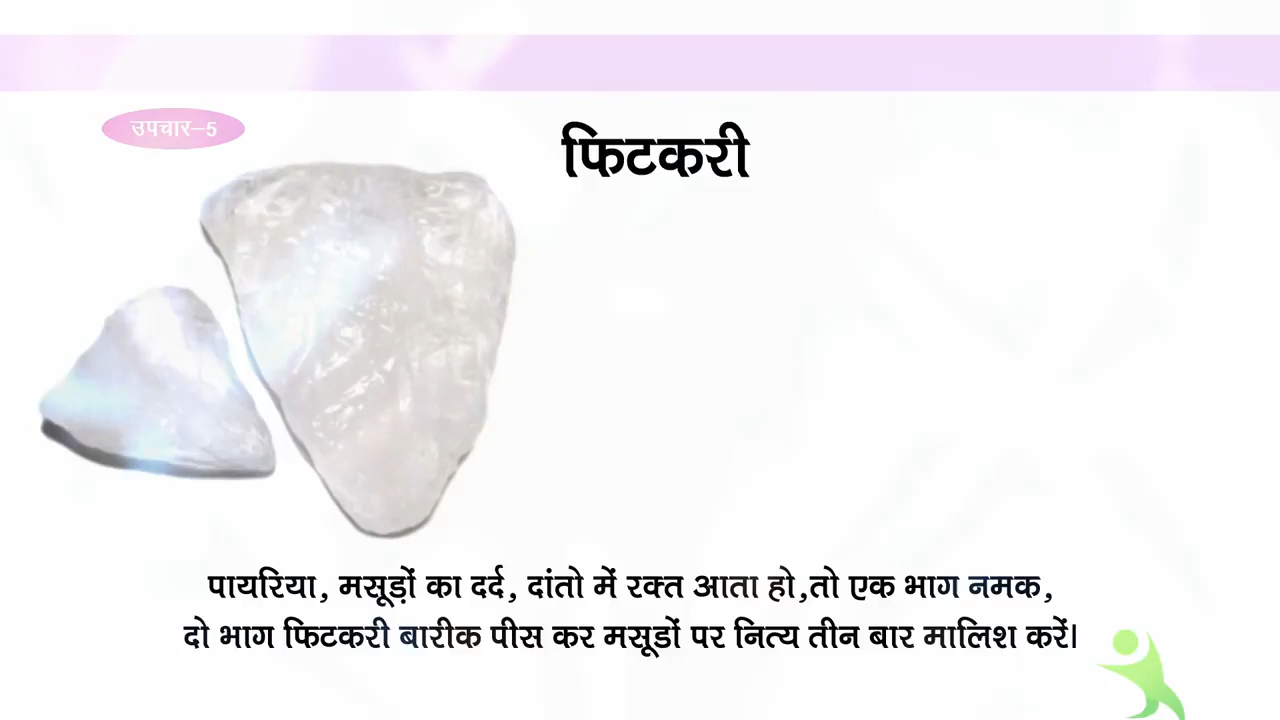 उपचार–5
फिटकरी
पायरिया, मसूड़ों का दर्द, दांतो में रक्त आता हो,तो एक भाग नमक,
दो भाग फिटकरी बारीक पीस कर मसूडों पर नित्य तीन बार मालिश करें।